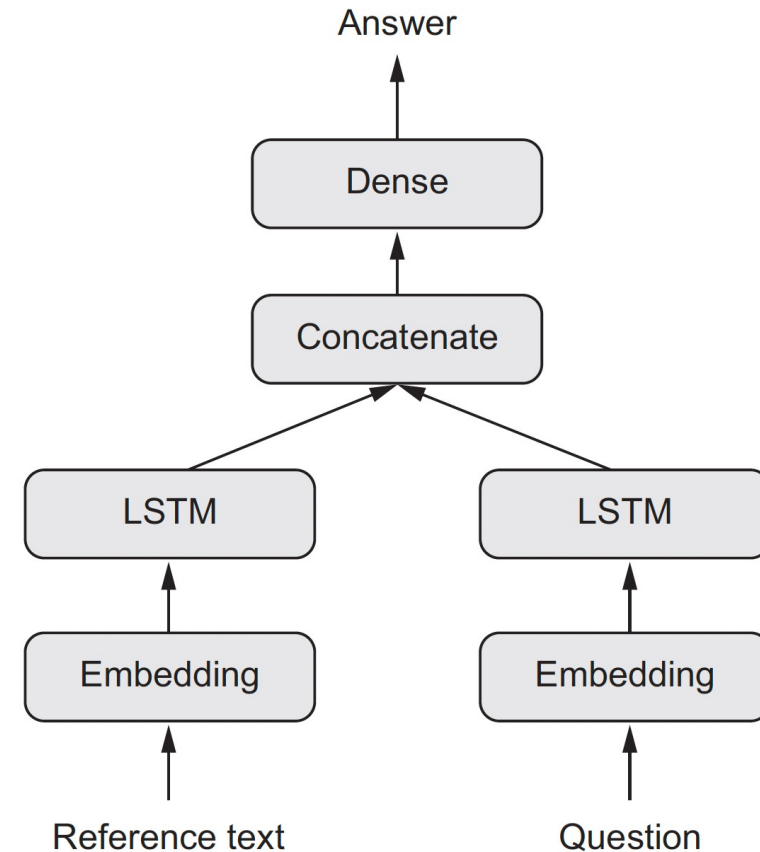 Answer
Dense
Concatenate
LSTM
LSTM
Embedding
Embedding
Reference text
Question